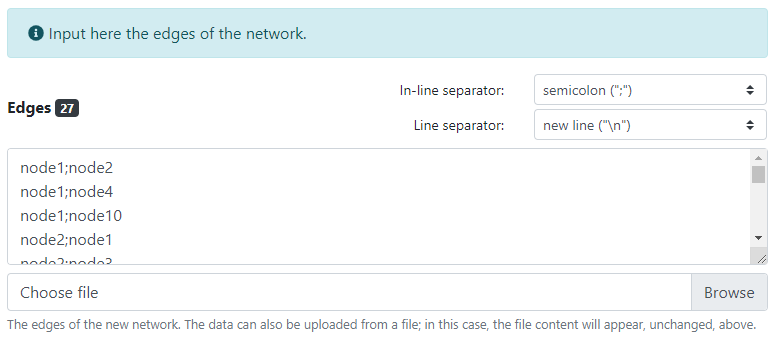 Input here the edges of the network.
In-line separator: semicolon (";")
Edges 27
Line separator: new line ("\n")
node1;node2
node1;node4
node1;node10
node2;node1
node2;node3
Choose file Browse
The edges of the new network. The data can also be uploaded from a file; in this case, the file content will appear, unchanged, above.